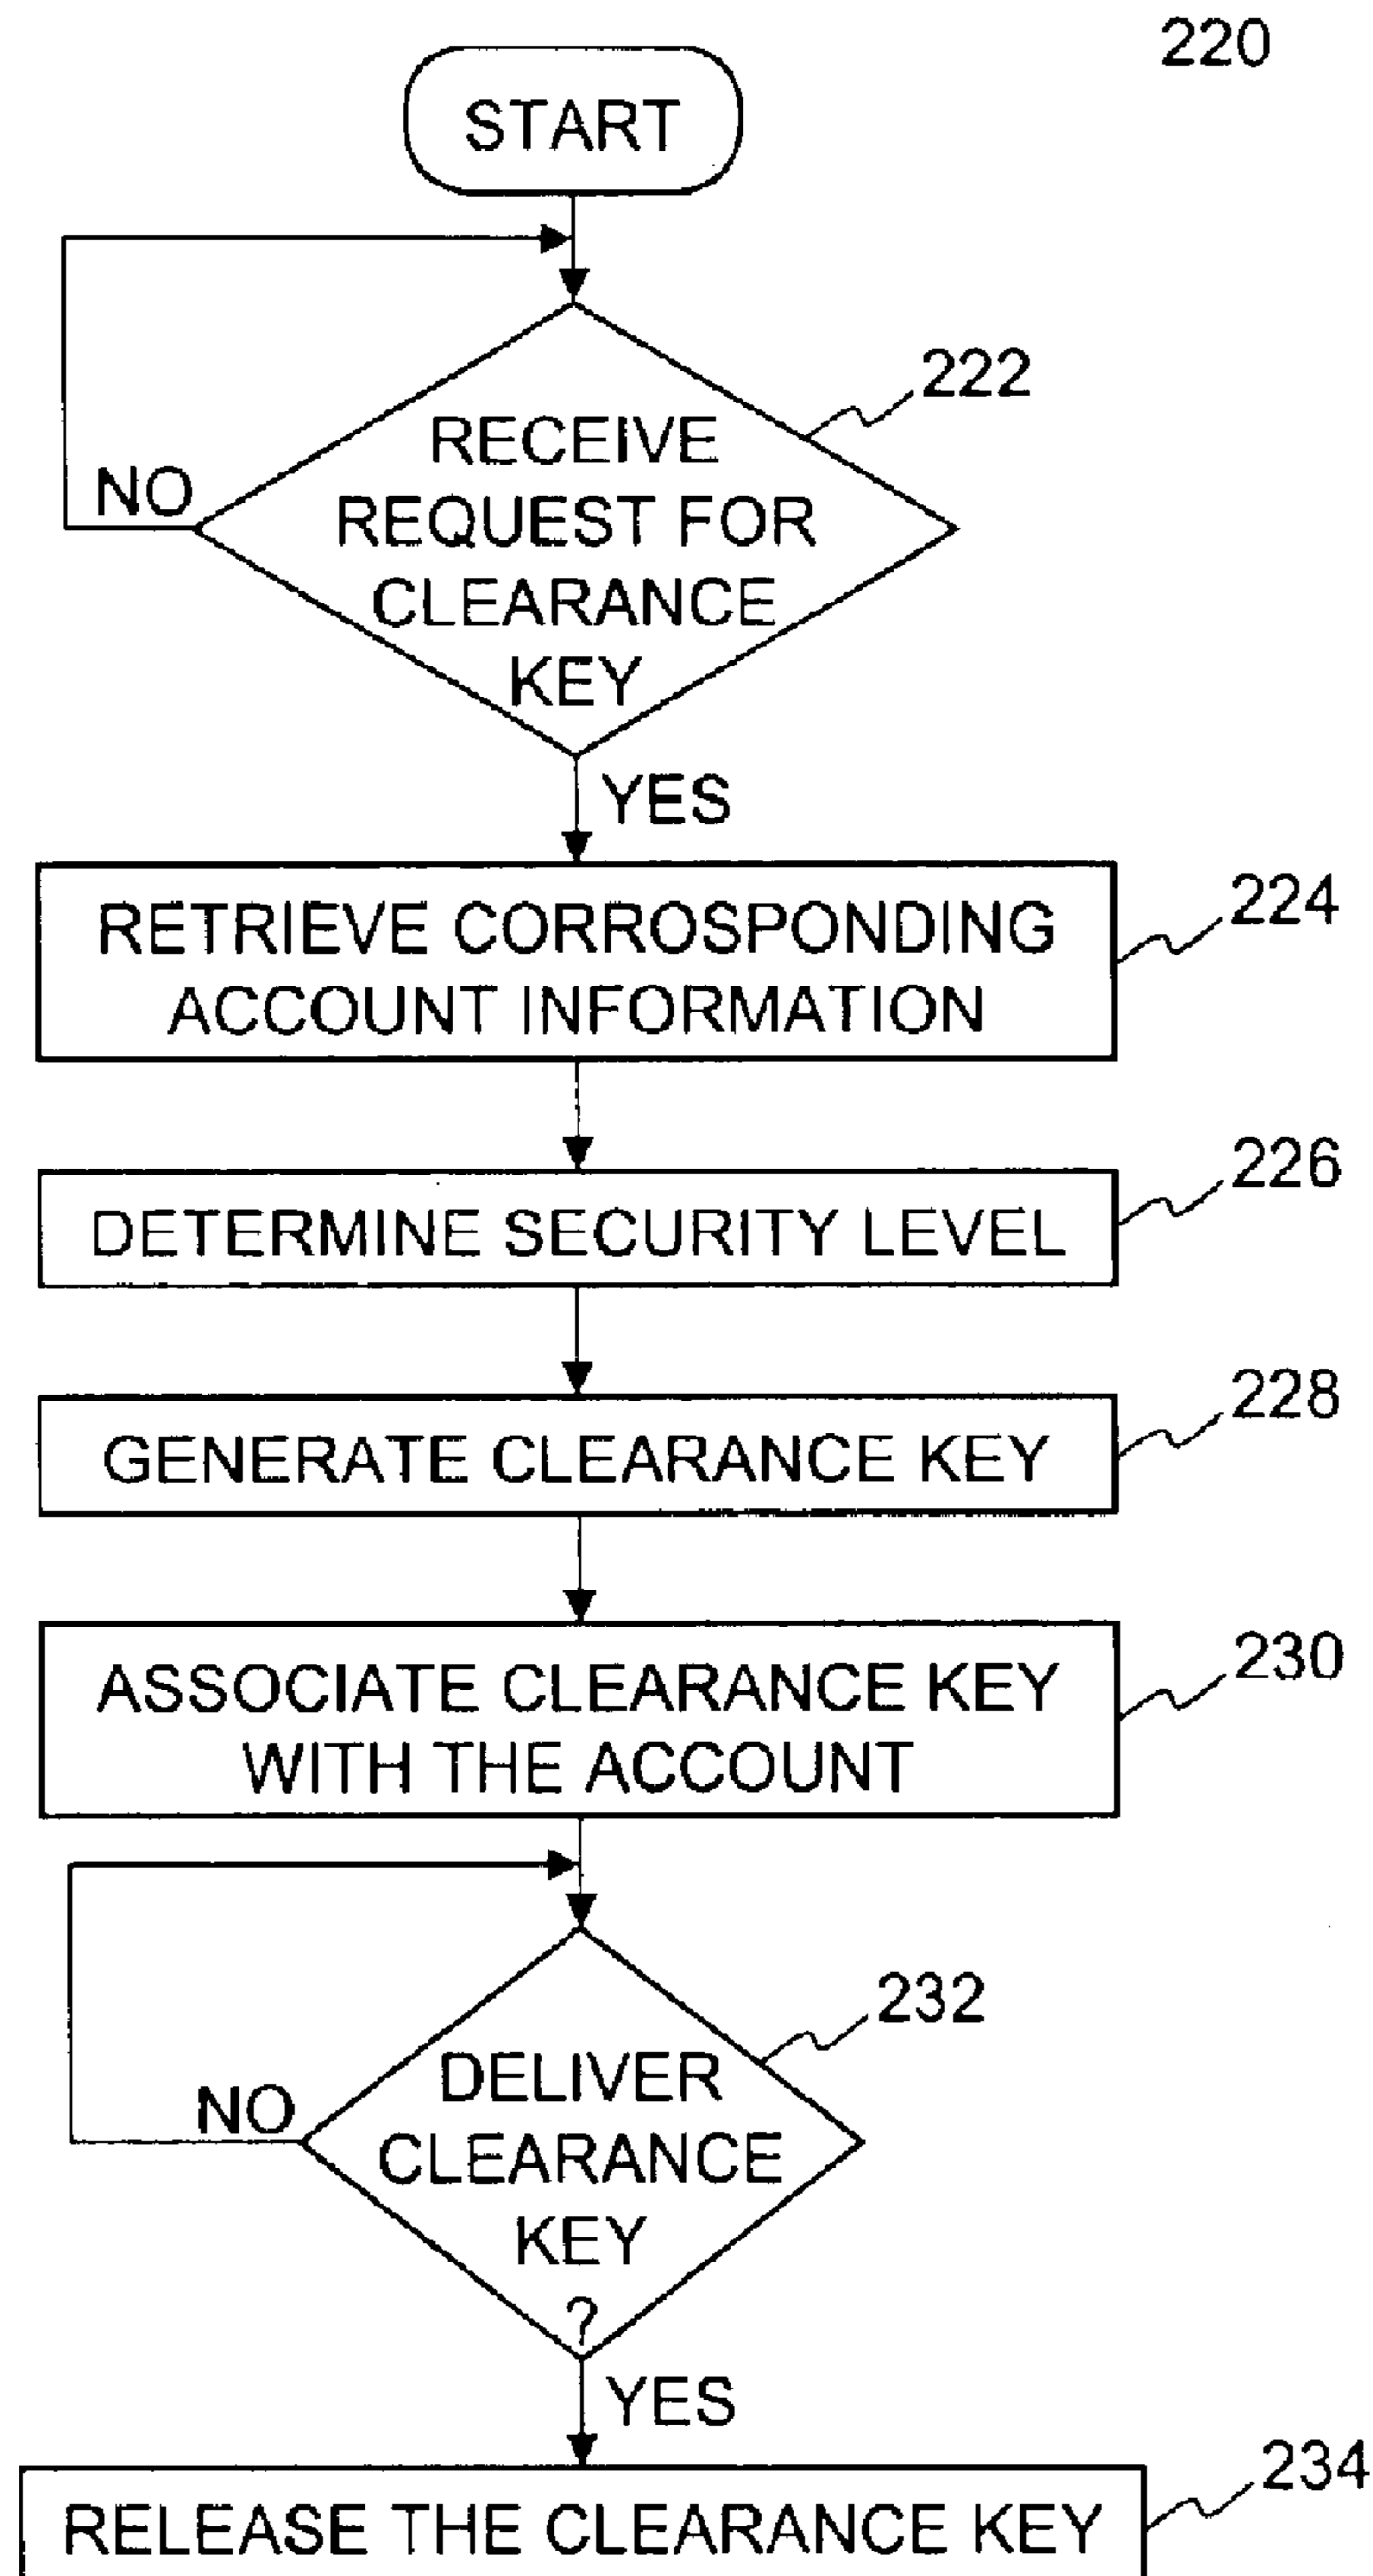 220
START
222
RECEIVE
REQUEST FOR
CLEARANCE
KEY
NO
YES
224
RETRIEVE CORROSPONDING
ACCOUNT INFORMATION
226
DETERMINE SECURITY LEVEL
228
GENERATE CLEARANCE KEY
230
ASSOCIATE CLEARANCE KEY
WITH THE ACCOUNT
232
DELIVER
CLEARANCE
KEY
?
NO
YES
234
RELEASE THE CLEARANCE KEY